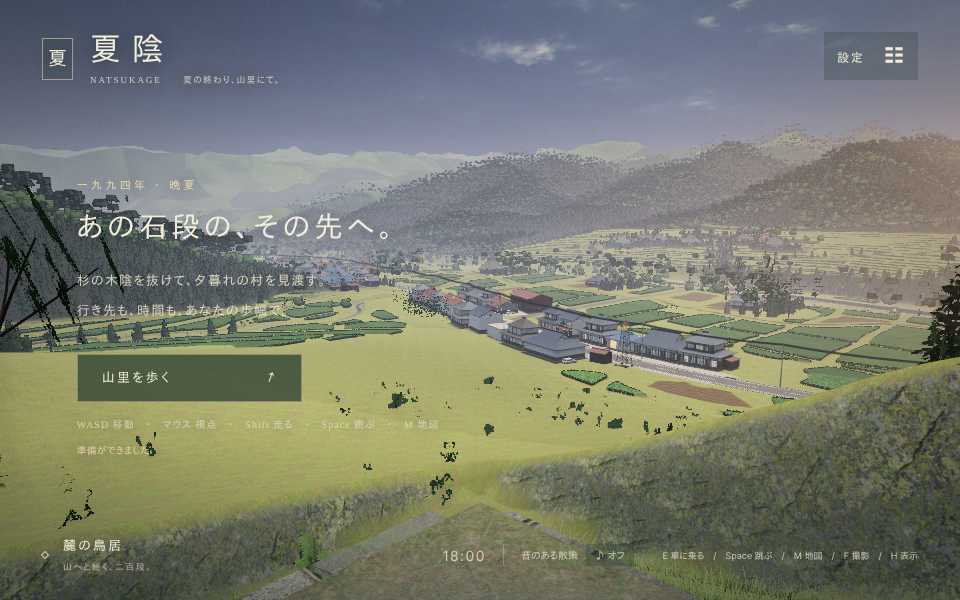 夏
夏陰
NATSUKAGE 夏の終わり、山里にて。
設定
一九九四年 · 晩夏
あの石段の、その先へ。
杉の木陰を抜けて、夕暮れの村を見渡す。
行き先も、時間も、あなたの歩幅で。
山里を歩く ↗
WASD 移動 · マウス 視点 · Shift 走る · Space 跳ぶ · M 地図
準備ができました。
麓の鳥居
山へと続く、二百段。
18:00 音のある散策 ♪ オフ E 車に乗る / Space 跳ぶ / M 地図 / F 撮影 / H 表示